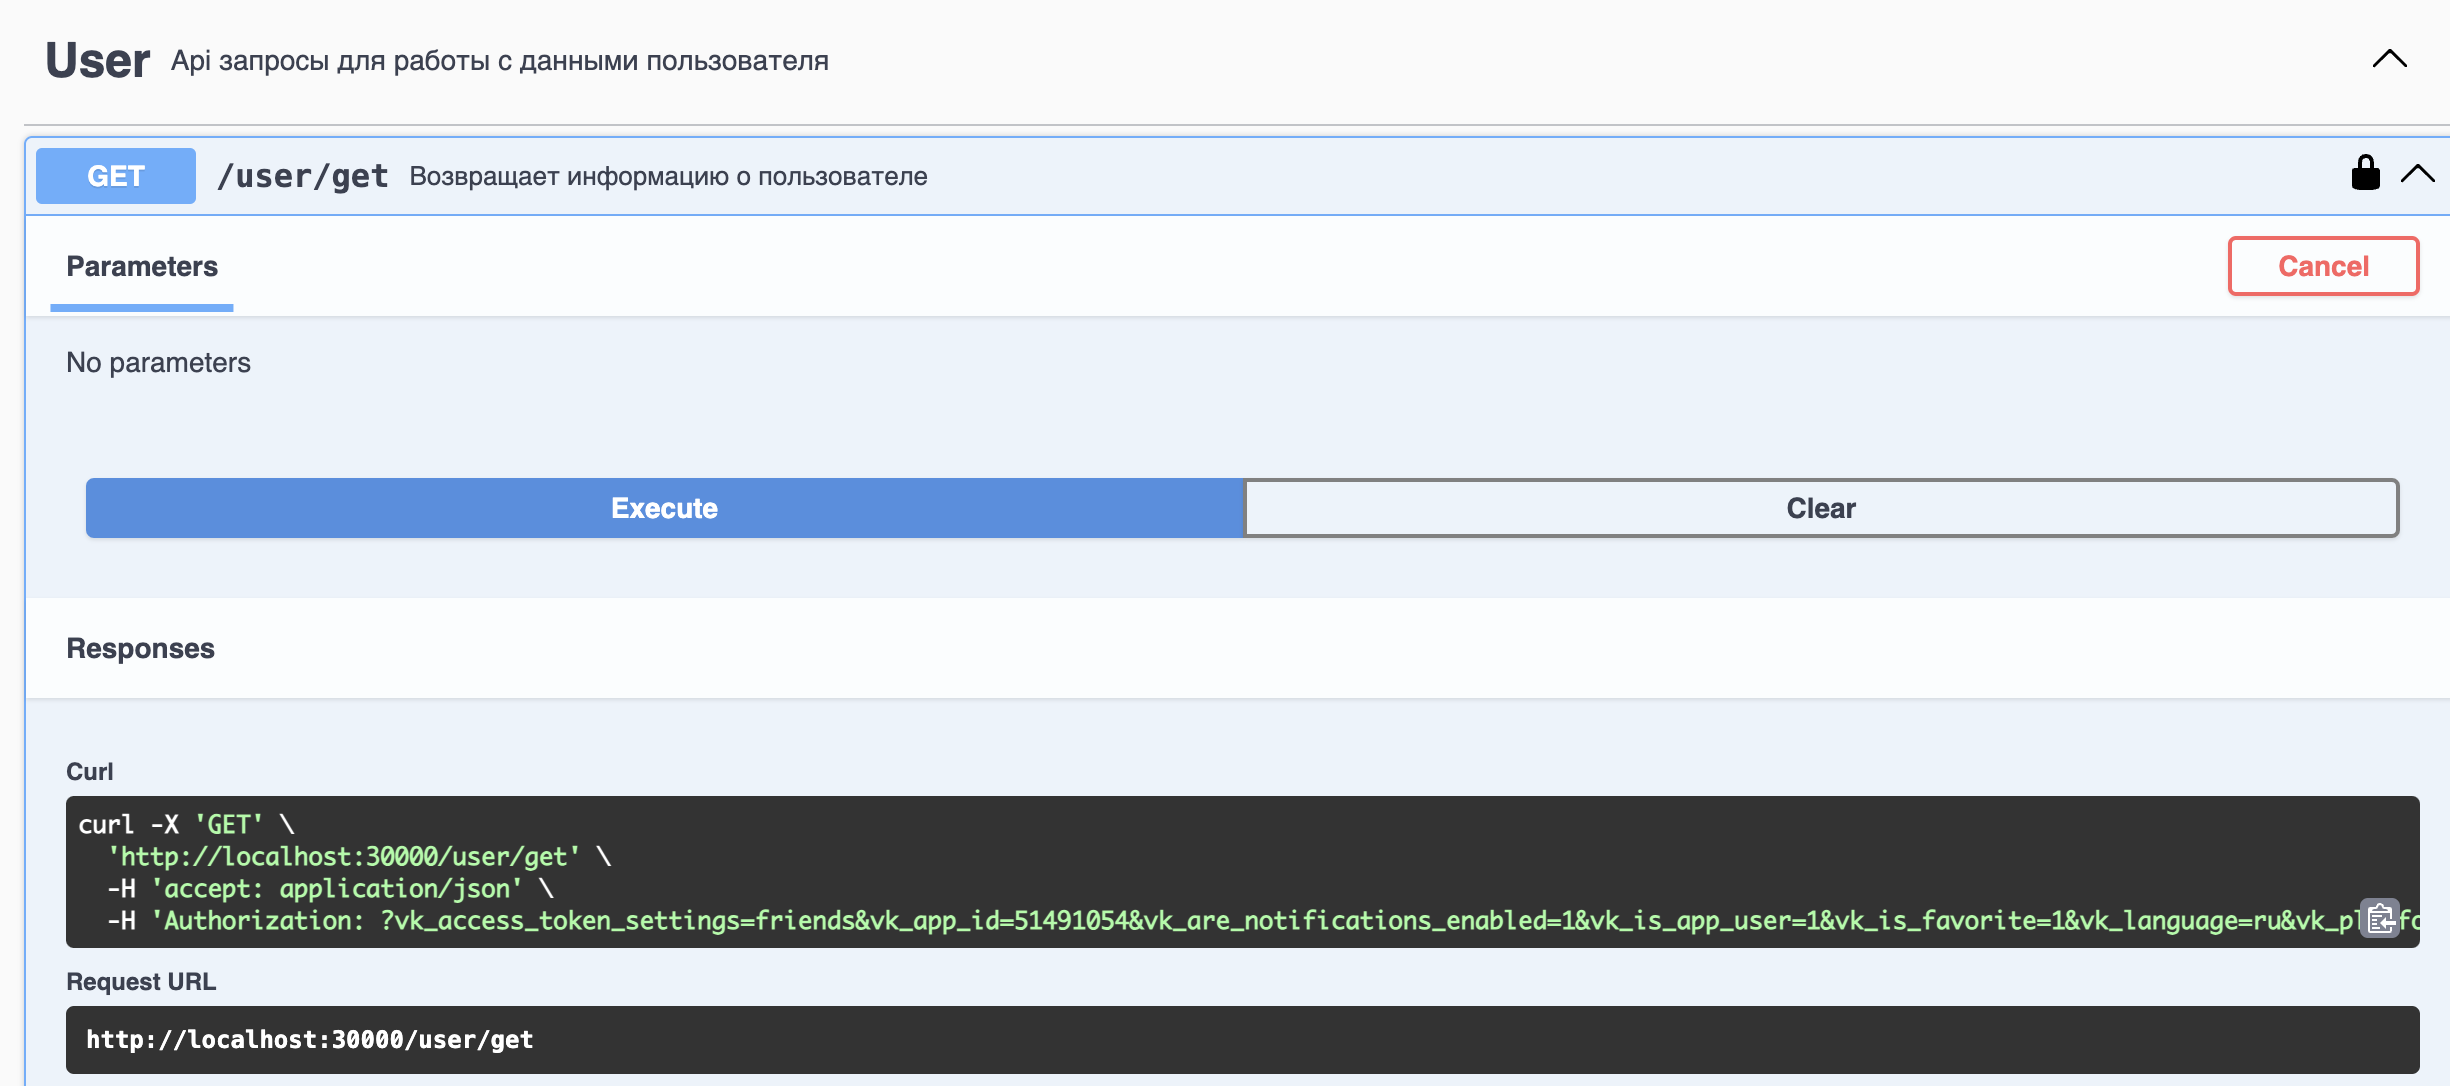 User Api запросы для работы с данными пользователя
GET /user/get Возвращает информацию о пользователе
Parameters
Cancel
No parameters
Execute
Clear
Responses
Curl
curl -X 'GET' \
'http://localhost:30000/user/get' \
-H 'accept: application/json' \
-H 'Authorization: ?vk_access_token_settings=friends&vk_app_id=51491054&vk_are_notifications_enabled=1&vk_is_app_user=1&vk_is_favorite=1&vk_language=ru&vk_pl
Request URL
http://localhost:30000/user/get